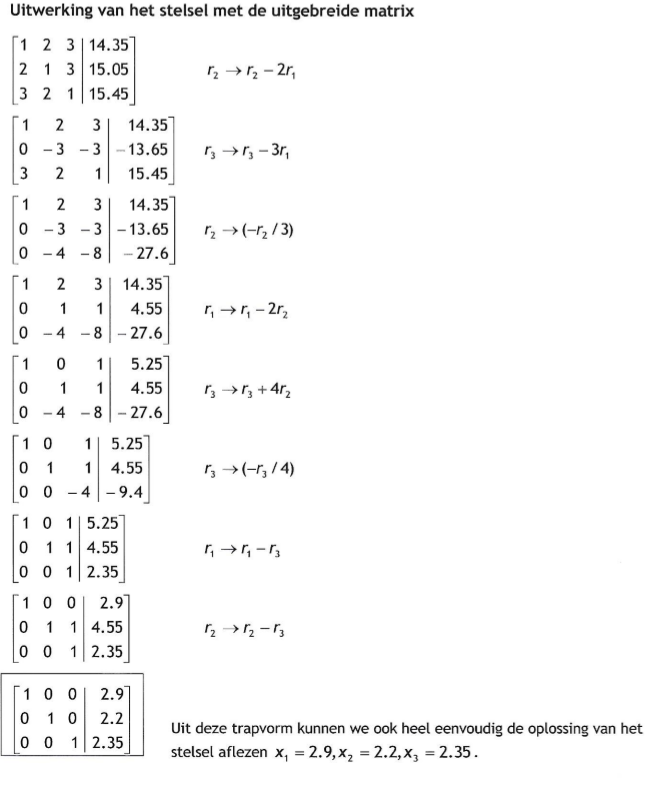 Uitwerking van het stelsel met de uitgebreide matrix
[1 2 3 | 14.35]
[2 1 3 | 15.05] r₂ → r₂ − 2r₁
[3 2 1 | 15.45]
[1 2 3 | 14.35]
[0 −3 −3 | −13.65] r₃ → r₃ − 3r₁
[3 2 1 | 15.45]
[1 2 3 | 14.35]
[0 −3 −3 | −13.65] r₂ → (−r₂ / 3)
[0 −4 −8 | −27.6]
[1 2 3 | 14.35]
[0 1 1 | 4.55] r₁ → r₁ − 2r₂
[0 −4 −8 | −27.6]
[1 0 1 | 5.25]
[0 1 1 | 4.55] r₃ → r₃ + 4r₂
[0 −4 −8 | −27.6]
[1 0 1 | 5.25]
[0 1 1 | 4.55] r₃ → (−r₃ / 4)
[0 0 −4 | −9.4]
[1 0 1 | 5.25]
[0 1 1 | 4.55] r₁ → r₁ − r₃
[0 0 1 | 2.35]
[1 0 0 | 2.9]
[0 1 1 | 4.55] r₂ → r₂ − r₃
[0 0 1 | 2.35]
[1 0 0 | 2.9]
[0 1 0 | 2.2]
[0 0 1 | 2.35]
Uit deze trapvorm kunnen we ook heel eenvoudig de oplossing van het
stelsel aflezen x₁ = 2.9, x₂ = 2.2, x₃ = 2.35 .